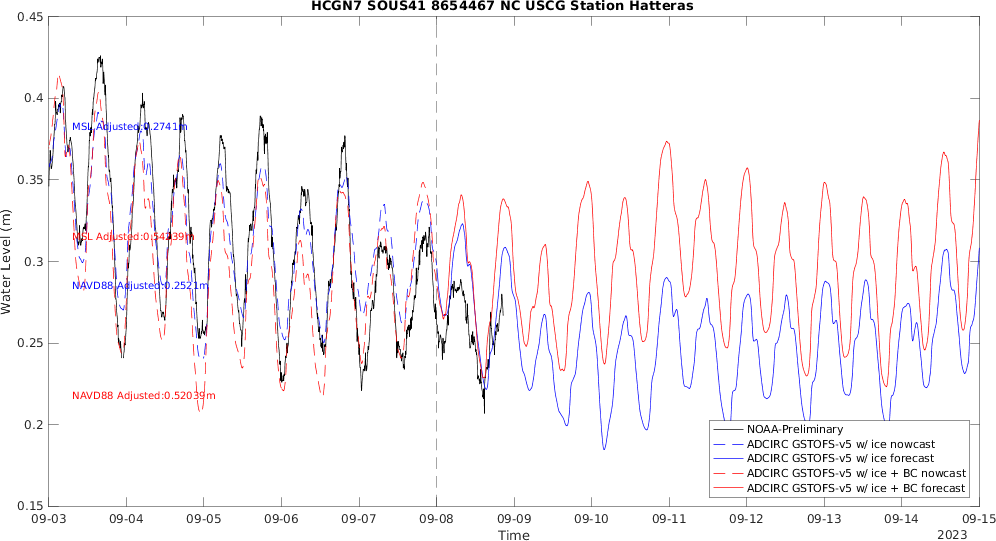 HCGN7 SOUS41 8654467 NC USCG Station Hatteras
Water Level (m)
0.45
0.4
0.35
0.3
0.25
0.2
0.15
MSL Adjusted:0.2741m
MSL Adjusted:0.54239m
NAVD88 Adjusted:0.2521m
NAVD88 Adjusted:0.52039m
NOAA-Preliminary
ADCIRC GSTOFS-v5 w/ ice nowcast
ADCIRC GSTOFS-v5 w/ ice forecast
ADCIRC GSTOFS-v5 w/ ice + BC nowcast
ADCIRC GSTOFS-v5 w/ ice + BC forecast
09-03 09-04 09-05 09-06 09-07 09-08 09-09 09-10 09-11 09-12 09-13 09-14 09-15
Time
2023